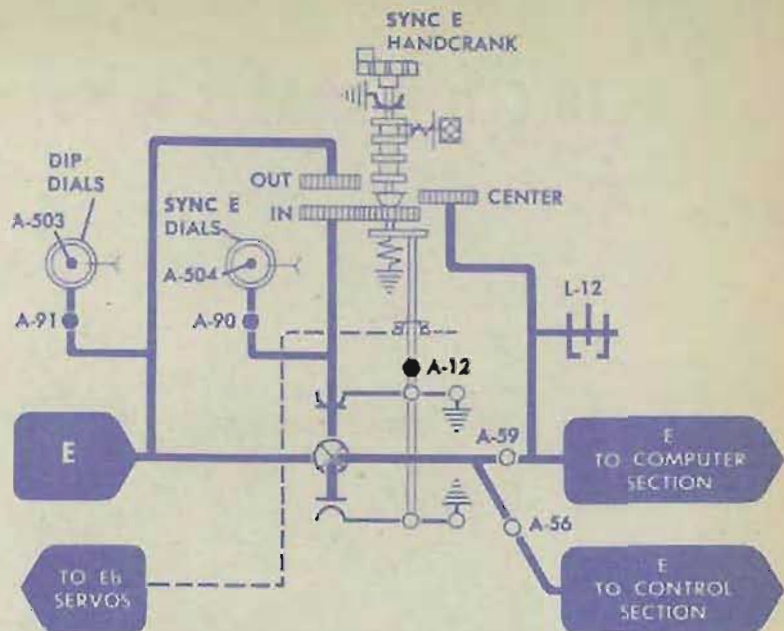 SYNC E
HANDCRANK
DIP
DIALS
OUT
CENTER
A-503
SYNC E
DIALS
IN
A-504
L-12
A-91
A-90
A-12
E
A-59
E
TO COMPUTER
SECTION
A-56
TO Eb
SERVOS
E
TO CONTROL
SECTION